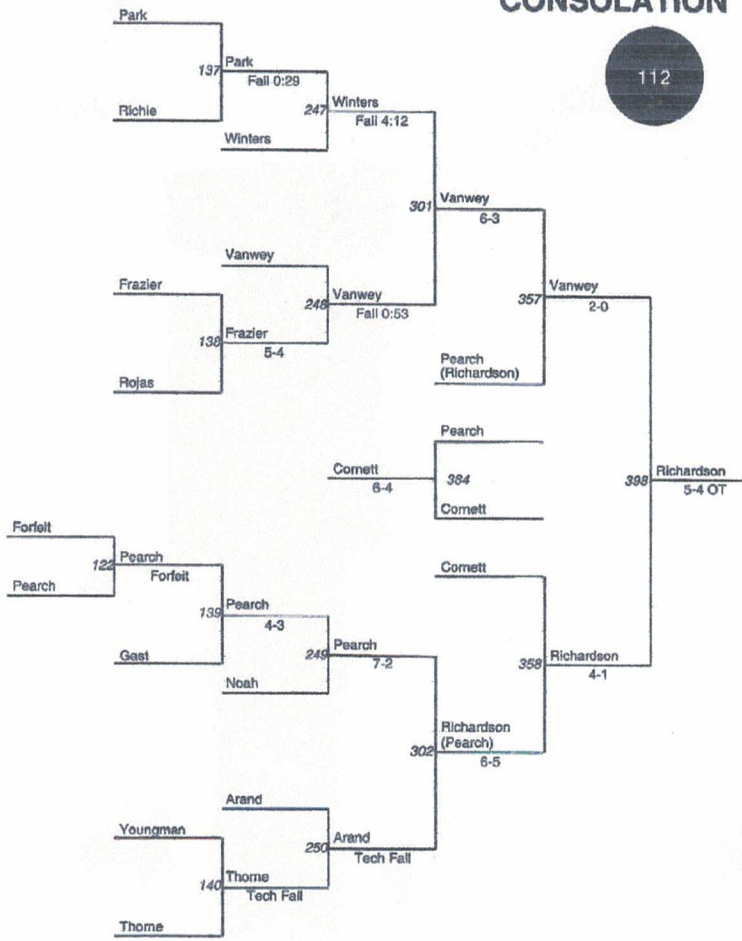 CONSOLATION
112
Park
137
Park
Fall 0:29
Richie
247
Winters
Fall 4:12
Winters
301
Vanwey
6-3
Vanwey
Frazier
248
Vanwey
Fall 0:53
357
Vanwey
2-0
138
Frazier
5-4
Rojas
Pearch
(Richardson)
Pearch
Cornett
6-4
384
398
Richardson
5-4 OT
Cornett
Forfeit
122
Pearch
Forfeit
Pearch
Cornett
139
Pearch
4-3
Gast
249
Pearch
7-2
358
Richardson
4-1
Noah
302
Richardson
(Pearch)
6-5
Arand
Youngman
250
Arand
Tech Fall
140
Thorne
Tech Fall
Thorne